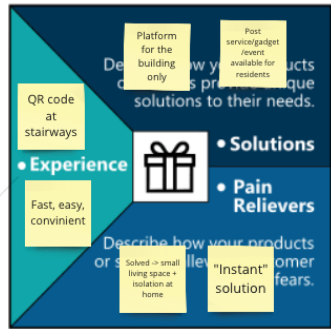 Platform
for the
building
only
Post
service/gadget
/event
available for
residents
products
unique
solutions to their needs.
• Solutions
QR code
at
stairways
• Experience
Fast, easy,
convinient
• Pain
Relievers
Describe how your products
or
fears.
Solved -> small
living space +
isolation at
home
"Instant"
solution